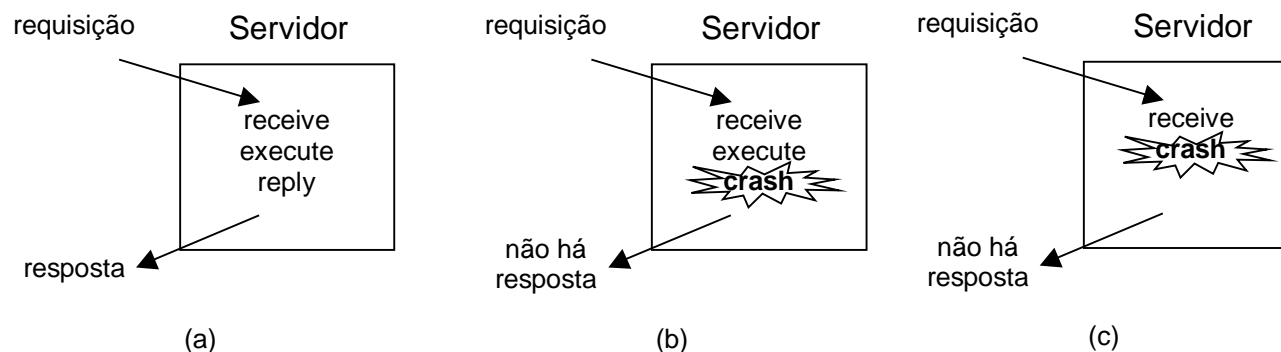 requisição
Servidor
receive
execute
reply
resposta
(a)
requisição
Servidor
receive
execute
crash
não há
resposta
(b)
requisição
Servidor
receive
crash
não há
resposta
(c)